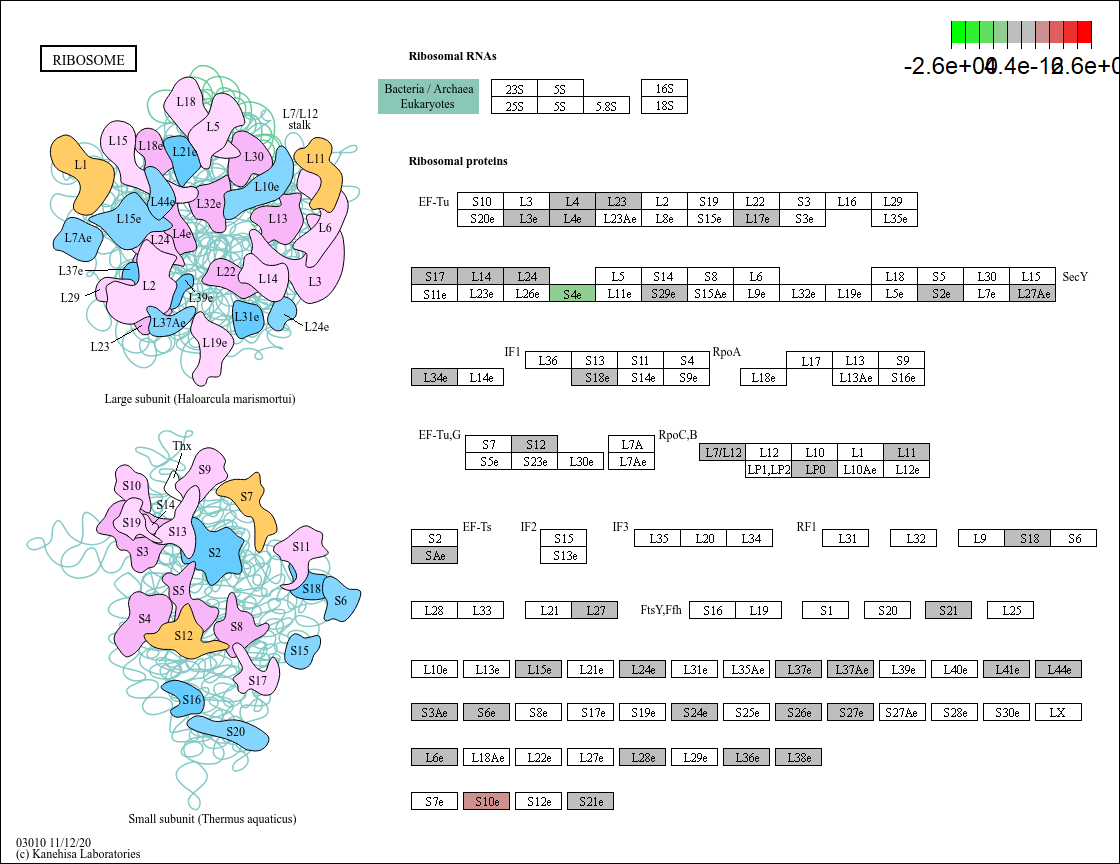 RIBOSOME
Ribosomal RNAs
Bacteria / Archaea
Eukaryotes
23S 5S 16S
25S 5S 5.8S 18S
Ribosomal proteins
EF-Tu S10 L3 L4 L23 L2 S19 L22 S3 L16 L29
S20e L3e L4e L23Ae L8e S15e L17e S3e L35e
S17 L14 L24 L5 S14 S8 L6 L18 S5 L30 L15 SecY
S11e L23e L26e S4e L11e S29e S15Ae L9e L32e L19e L5e S2e L7e L27Ae
IF1 L36 S13 S11 S4 RpoA L17 L13 S9
L34e L14e S18e S14e S9e L18e L13Ae S16e
EF-Tu,G S7 S12 L7A RpoC,B L7/L12 L12 L10 L1 L11
S5e S23e L30e L7Ae LP1,LP2 LP0 L10Ae L12e
S2 EF-Ts IF2 S15 IF3 L35 L20 L34 RF1 L31 L32 L9 S18 S6
SAe S13e
L28 L33 L21 L27 FtsY,Ffh S16 L19 S1 S20 S21 L25
L10e L13e L15e L21e L24e L31e L35Ae L37e L37Ae L39e L40e L41e L44e
S3Ae S6e S8e S17e S19e S24e S25e S26e S27e S27Ae S28e S30e LX
L6e L18Ae L22e L27e L28e L29e L36e L38e
S7e S10e S12e S21e
L18
L5
L7/L12
stalk
L15
L18e
L21e
L30
L11
L1
L10e
L44e
L32e
L15e
L13
L6
L7Ae
L24
L4e
L37e
L22
L14
L3
L2
L29
L39e
L37Ae
L31e
L24e
L23
L19e
Large subunit (Haloarcula marismortui)
Thx
S9
S10
S7
S14
S19
S13
S3
S2
S11
S5
S18
S6
S4
S12
S8
S15
S17
S16
S20
Small subunit (Thermus aquaticus)
03010 11/12/20
(c) Kanehisa Laboratories